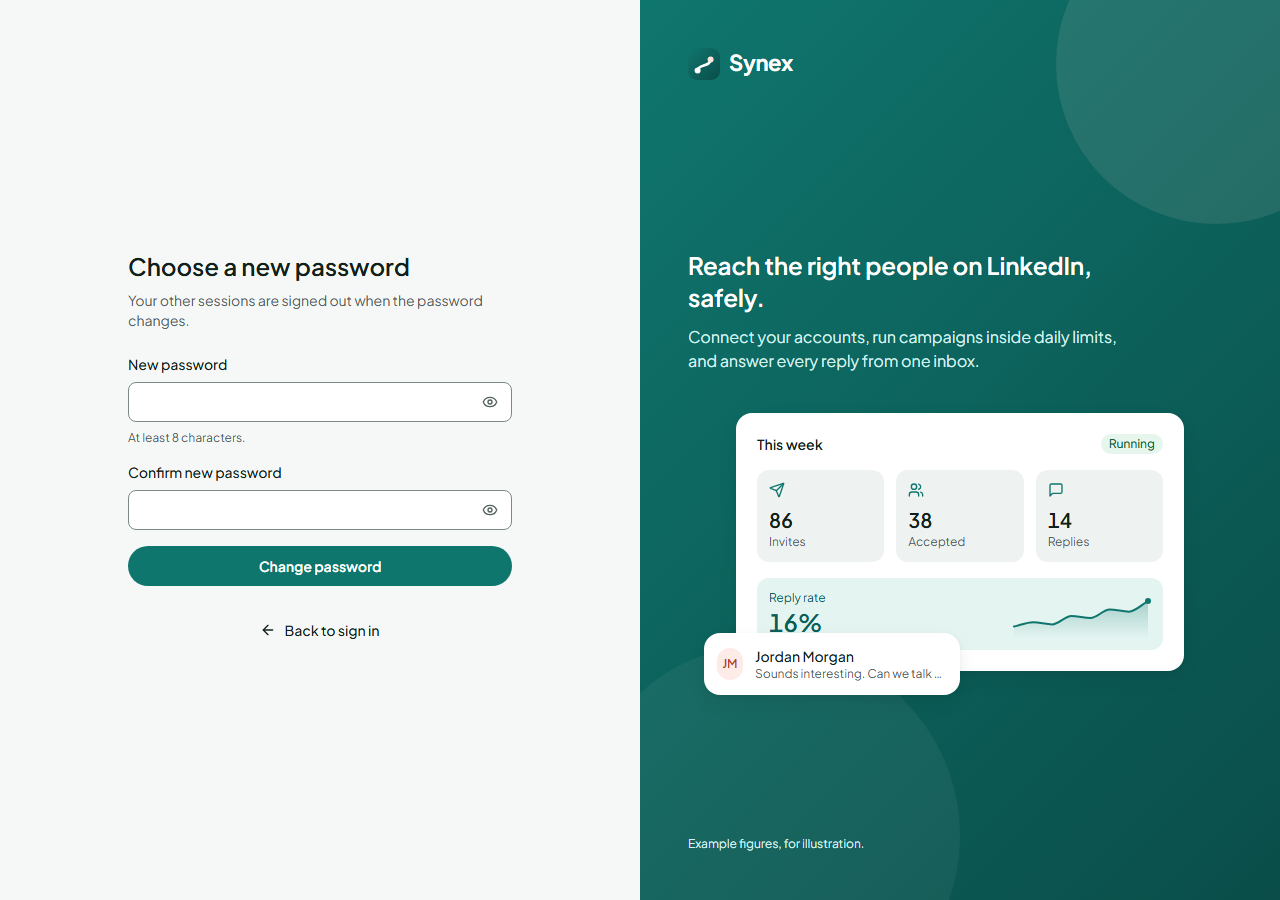 Choose a new password
Your other sessions are signed out when the password
changes.
New password
At least 8 characters.
Confirm new password
Change password
Back to sign in
Synex
Reach the right people on LinkedIn,
safely.
Connect your accounts, run campaigns inside daily limits,
and answer every reply from one inbox.
This week
Running
86
Invites
38
Accepted
14
Replies
Reply rate
16%
JM
Jordan Morgan
Sounds interesting. Can we talk ...
Example figures, for illustration.